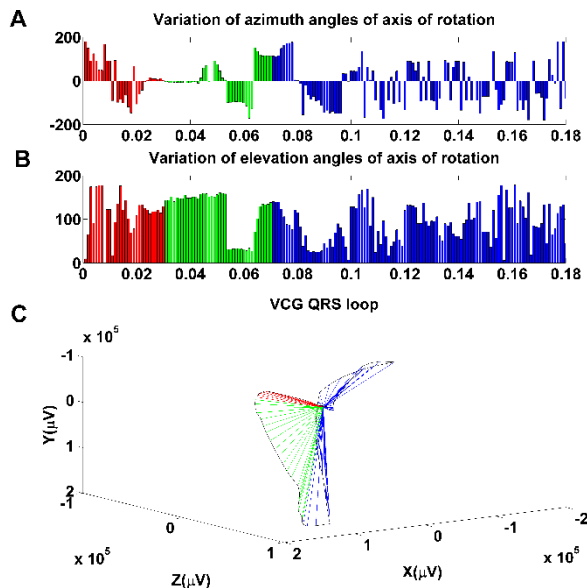 A
Variation of azimuth angles of axis of rotation
200
0
-200
0 0.02 0.04 0.06 0.08 0.1 0.12 0.14 0.16 0.18
B
Variation of elevation angles of axis of rotation
200
100
0
0 0.02 0.04 0.06 0.08 0.1 0.12 0.14 0.16 0.18
VCG QRS loop
C
x 10^5
-1
0
1
2
Y(μV)
-1
0
1
x 10^5
Z(μV)
2
1
0
-1
-2
x 10^5
X(μV)